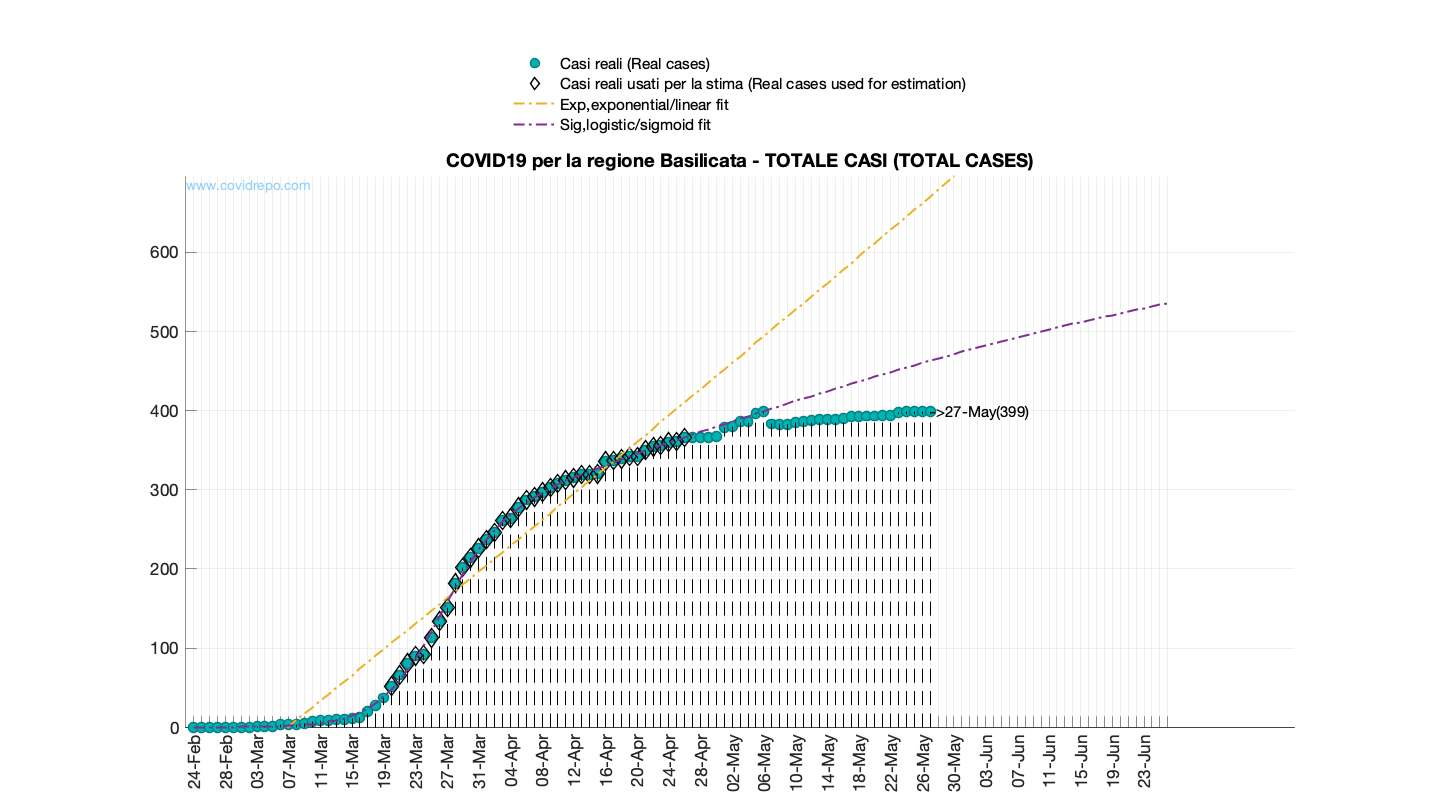 Casi reali (Real cases)
Casi reali usati per la stima (Real cases used for estimation)
Exp,exponential/linear fit
Sig,logistic/sigmoid fit
COVID19 per la regione Basilicata - TOTALE CASI (TOTAL CASES)
www.covidrepo.com
600
500
400
>27-May(399)
300
200
100
0
24-Feb
28-Feb
03-Mar
07-Mar
11-Mar
15-Mar
19-Mar
23-Mar
27-Mar
31-Mar
04-Apr
08-Apr
12-Apr
16-Apr
20-Apr
24-Apr
28-Apr
02-May
06-May
10-May
14-May
18-May
22-May
26-May
30-May
03-Jun
07-Jun
11-Jun
15-Jun
19-Jun
23-Jun